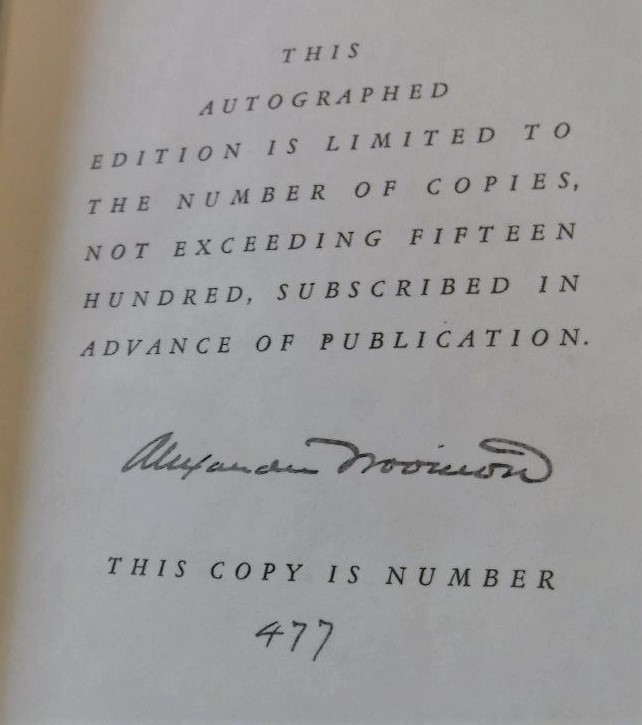 THIS
AUTOGRAPHED
EDITION IS LIMITED TO
THE NUMBER OF COPIES,
NOT EXCEEDING FIFTEEN
HUNDRED, SUBSCRIBED IN
ADVANCE OF PUBLICATION.
Alexander
THIS COPY IS NUMBER
477